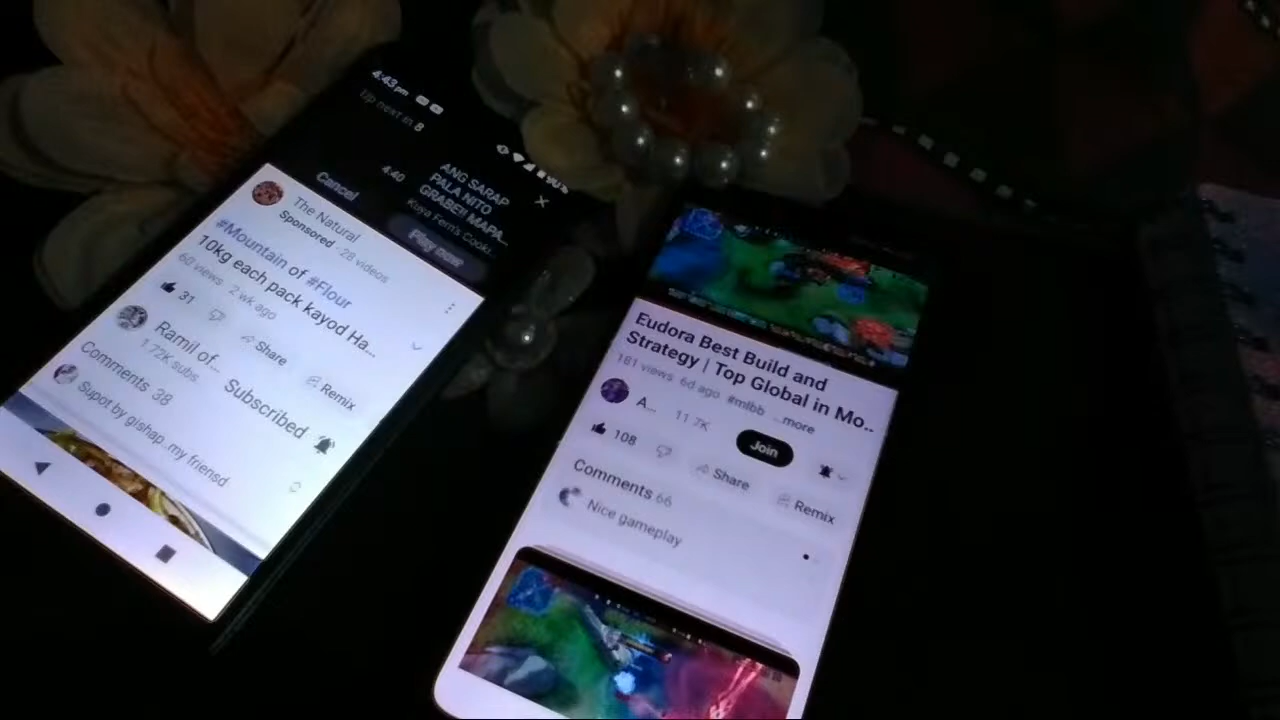 4:43 pm
Up next in 8
90%
4:40
ANG SARAP
PALA NITO
GRABE!! MAPA...
Kuya Fern's Cooki...
Cancel
Play now
The Natural
Sponsored · 28 videos
#Mountain of #Flour
10kg each pack kayod Ha...
60 views 2 wk ago
31
Share
Remix
Ramil of...
1.72K subs
Subscribed
Comments 38
Supot by gishap..my friensd
Eudora Best Build and
Strategy | Top Global in Mo..
181 views 6d ago #mlbb ...more
A... 11.7K
Join
108
Share
Remix
Comments 66
Nice gameplay